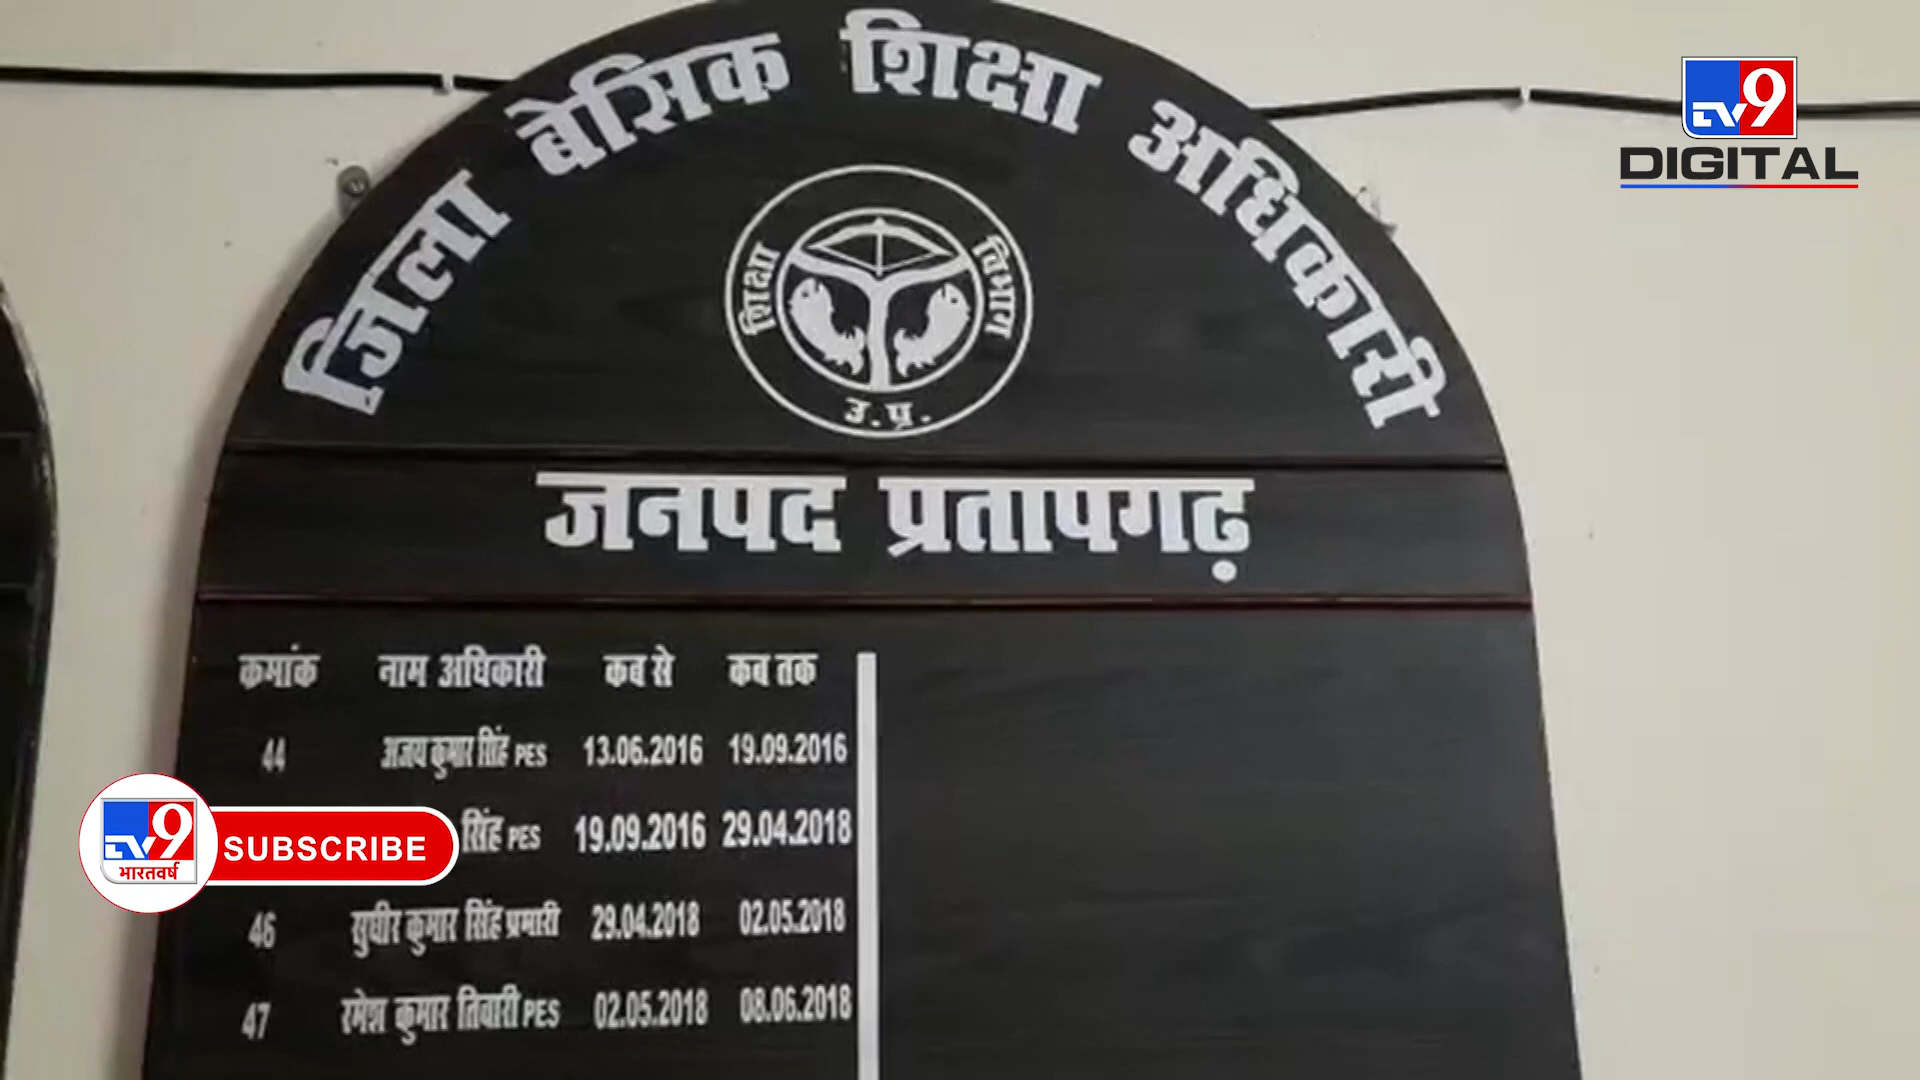 जिला बेसिक शिक्षा अधिकारी
शिक्षा विभाग
उ.प्र.
जनपद प्रतापगढ़
क्रमांक नाम अधिकारी कब से कब तक
44 अजय कुमार सिंह PES 13.06.2016 19.09.2016
सिंह PES 19.09.2016 29.04.2018
46 सुधीर कुमार सिंह प्रभारी 29.04.2018 02.05.2018
47 रमेश कुमार तिवारी PES 02.05.2018 08.06.2018
TV9
DIGITAL
TV9
भारतवर्ष
SUBSCRIBE